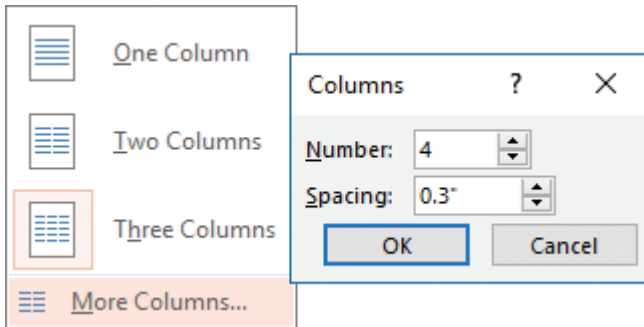 One Column
Two Columns
Three Columns
More Columns...
Columns ? ×
Number: 4
Spacing: 0.3"
OK Cancel